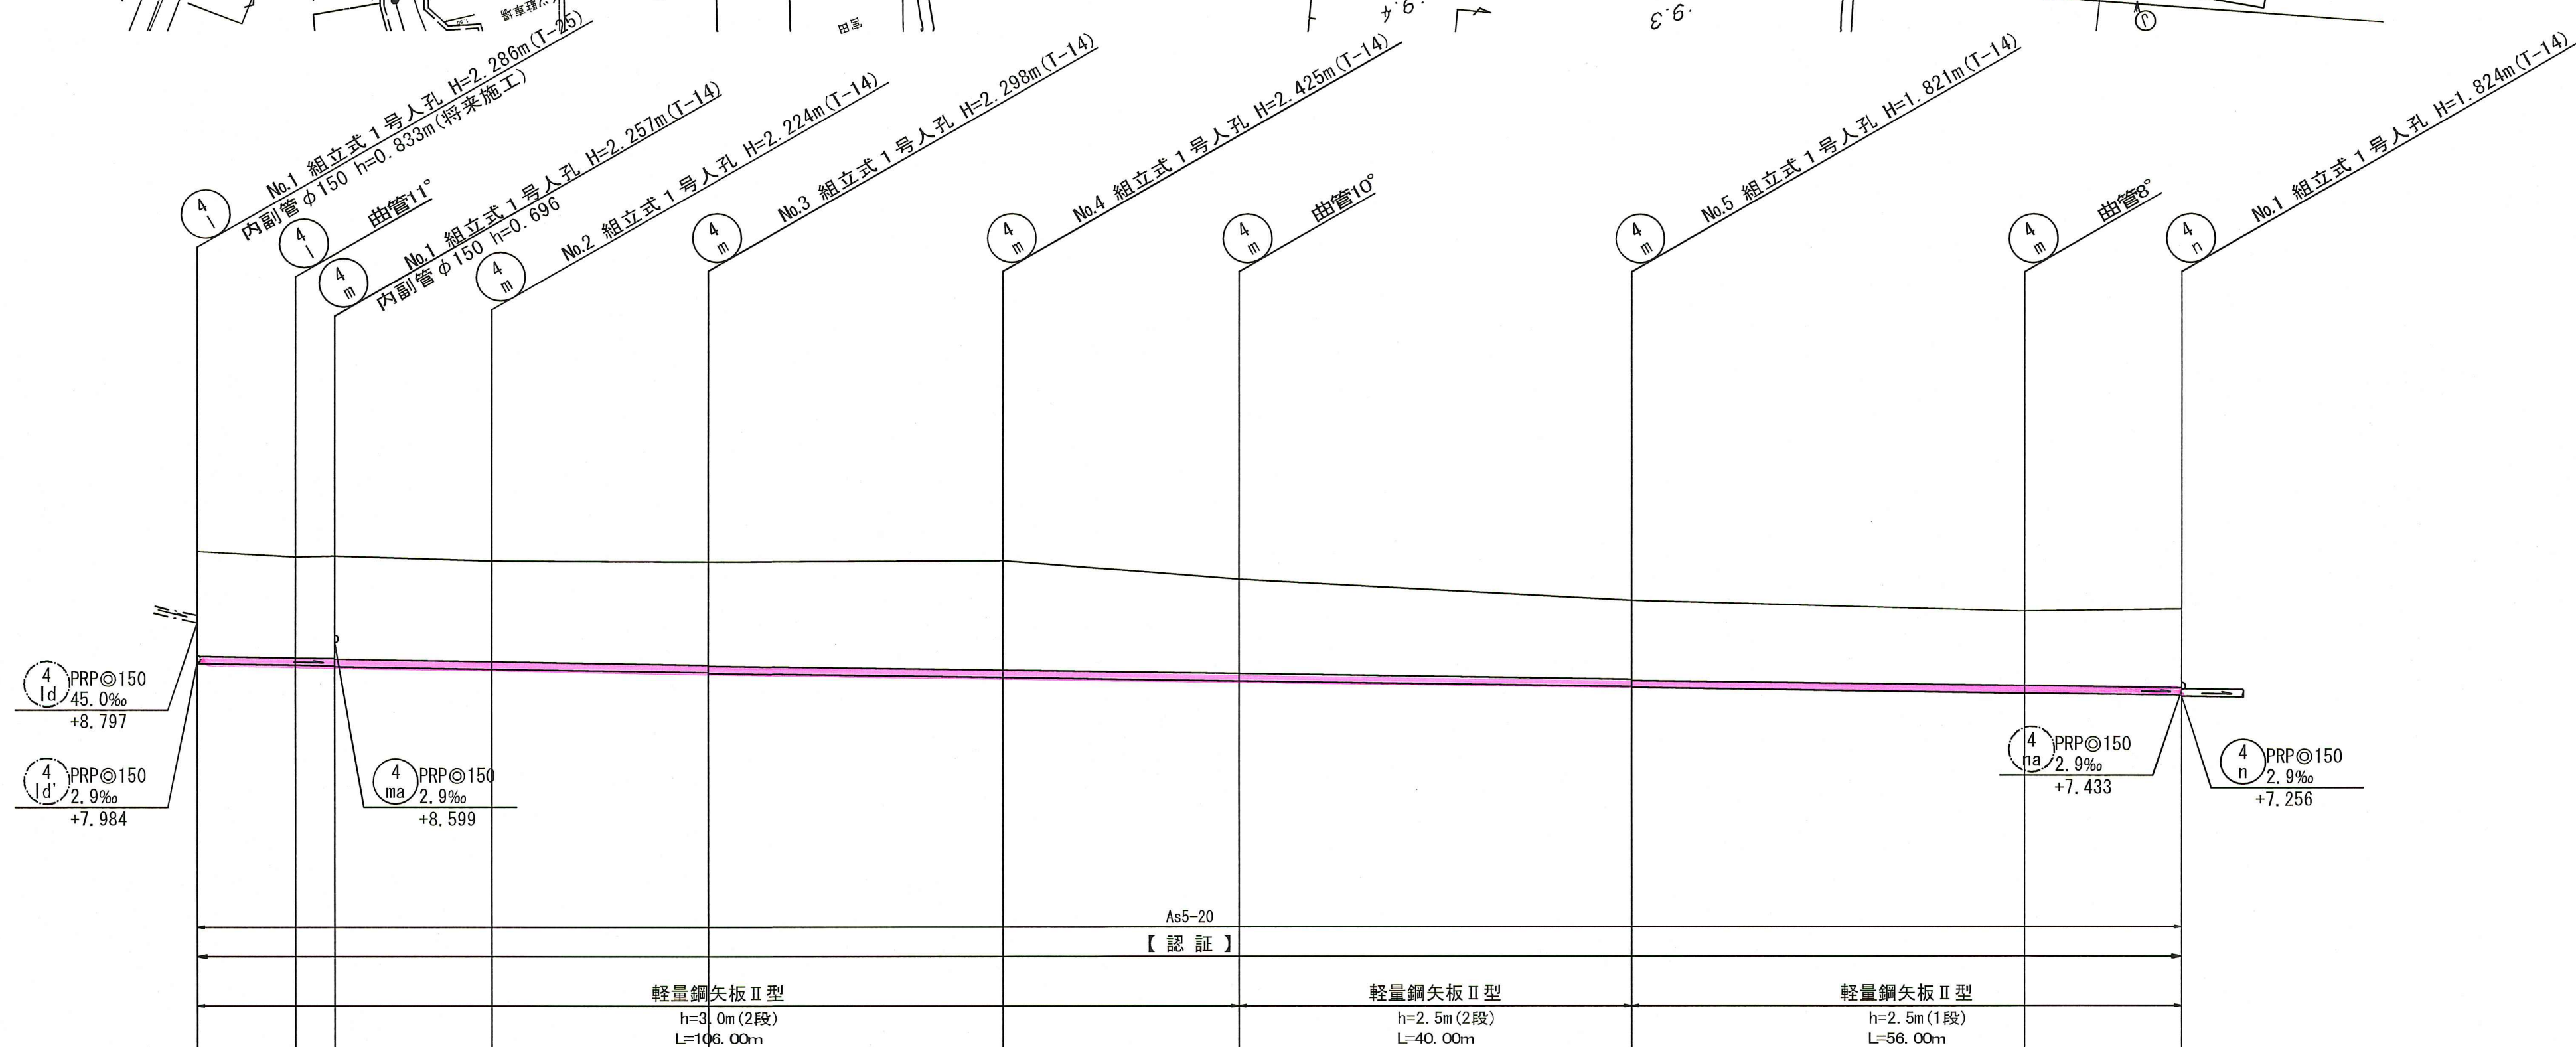 富田
9.4
9.3
No.1 組立式1号人孔 H=2.286m(T-25)
内副管φ150 h=0.833m(将来施工)
4
l
曲管11°
4
l
No.1 組立式1号人孔 H=2.257m(T-14)
内副管φ150 h=0.696
4
m
No.2 組立式1号人孔 H=2.224m(T-14)
4
m
No.3 組立式1号人孔 H=2.298m(T-14)
4
m
No.4 組立式1号人孔 H=2.425m(T-14)
4
m
曲管10°
4
m
No.5 組立式1号人孔 H=1.821m(T-14)
4
m
曲管8°
4
m
No.1 組立式1号人孔 H=1.824m(T-14)
4
n
4
ld
PRP◎150
45.0‰
+8.797
4
ld'
PRP◎150
2.9‰
+7.984
4
ma
PRP◎150
2.9‰
+8.599
4
na
PRP◎150
2.9‰
+7.433
4
n
PRP◎150
2.9‰
+7.256
As5-20
【 認 証 】
軽量鋼矢板Ⅱ型
h=3.0m(2段)
L=106.00m
軽量鋼矢板Ⅱ型
h=2.5m(2段)
L=40.00m
軽量鋼矢板Ⅱ型
h=2.5m(1段)
L=56.00m